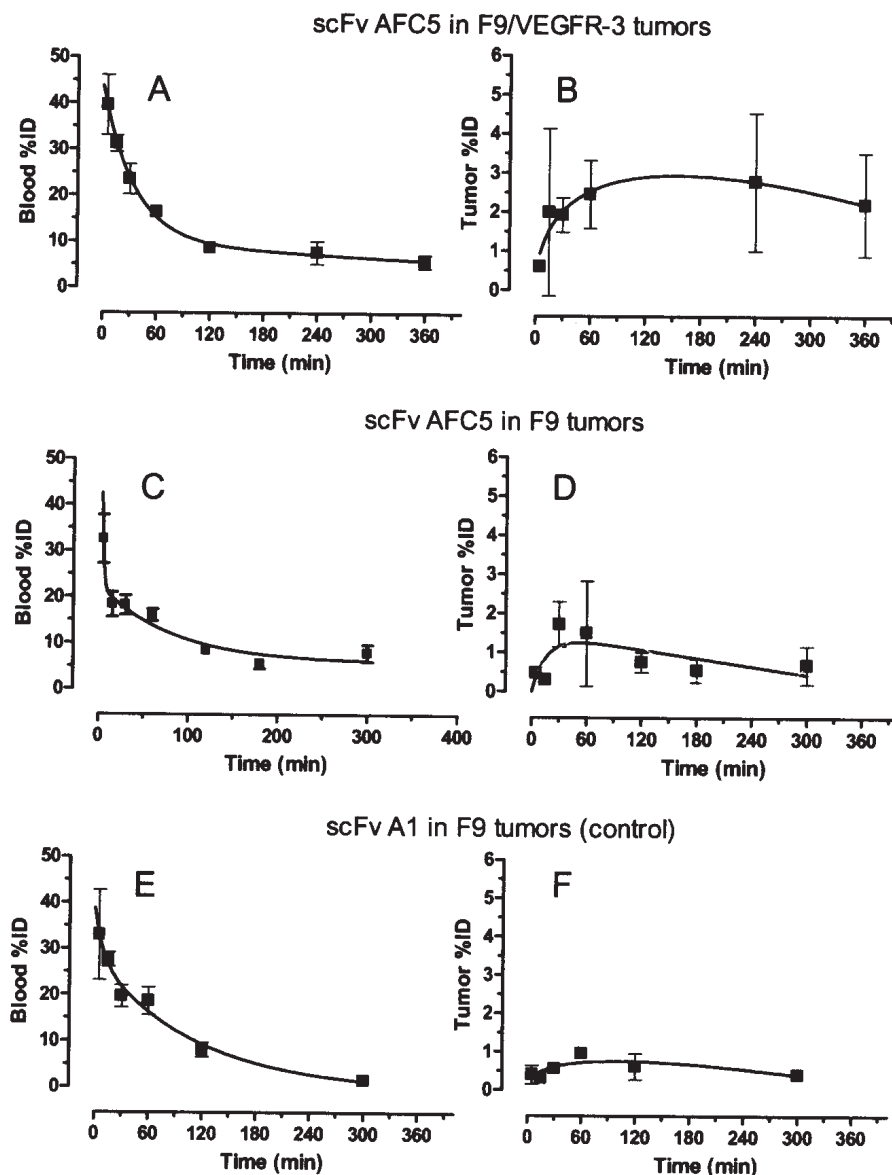 scFv AFC5 in F9/VEGFR-3 tumors
A
Blood %ID
50
40
30
20
10
0
0 60 120 180 240 300 360
Time (min)
B
Tumor %ID
6
5
4
3
2
1
0
0 60 120 180 240 300 360
Time (min)
scFv AFC5 in F9 tumors
C
Blood %ID
50
40
30
20
10
0
0 100 200 300 400
Time (min)
D
Tumor %ID
6
5
4
3
2
1
0
0 60 120 180 240 300 360
Time (min)
scFv A1 in F9 tumors (control)
E
Blood %ID
50
40
30
20
10
0
0 60 120 180 240 300 360
Time (min)
F
Tumor %ID
6
5
4
3
2
1
0
0 60 120 180 240 300 360
Time (min)